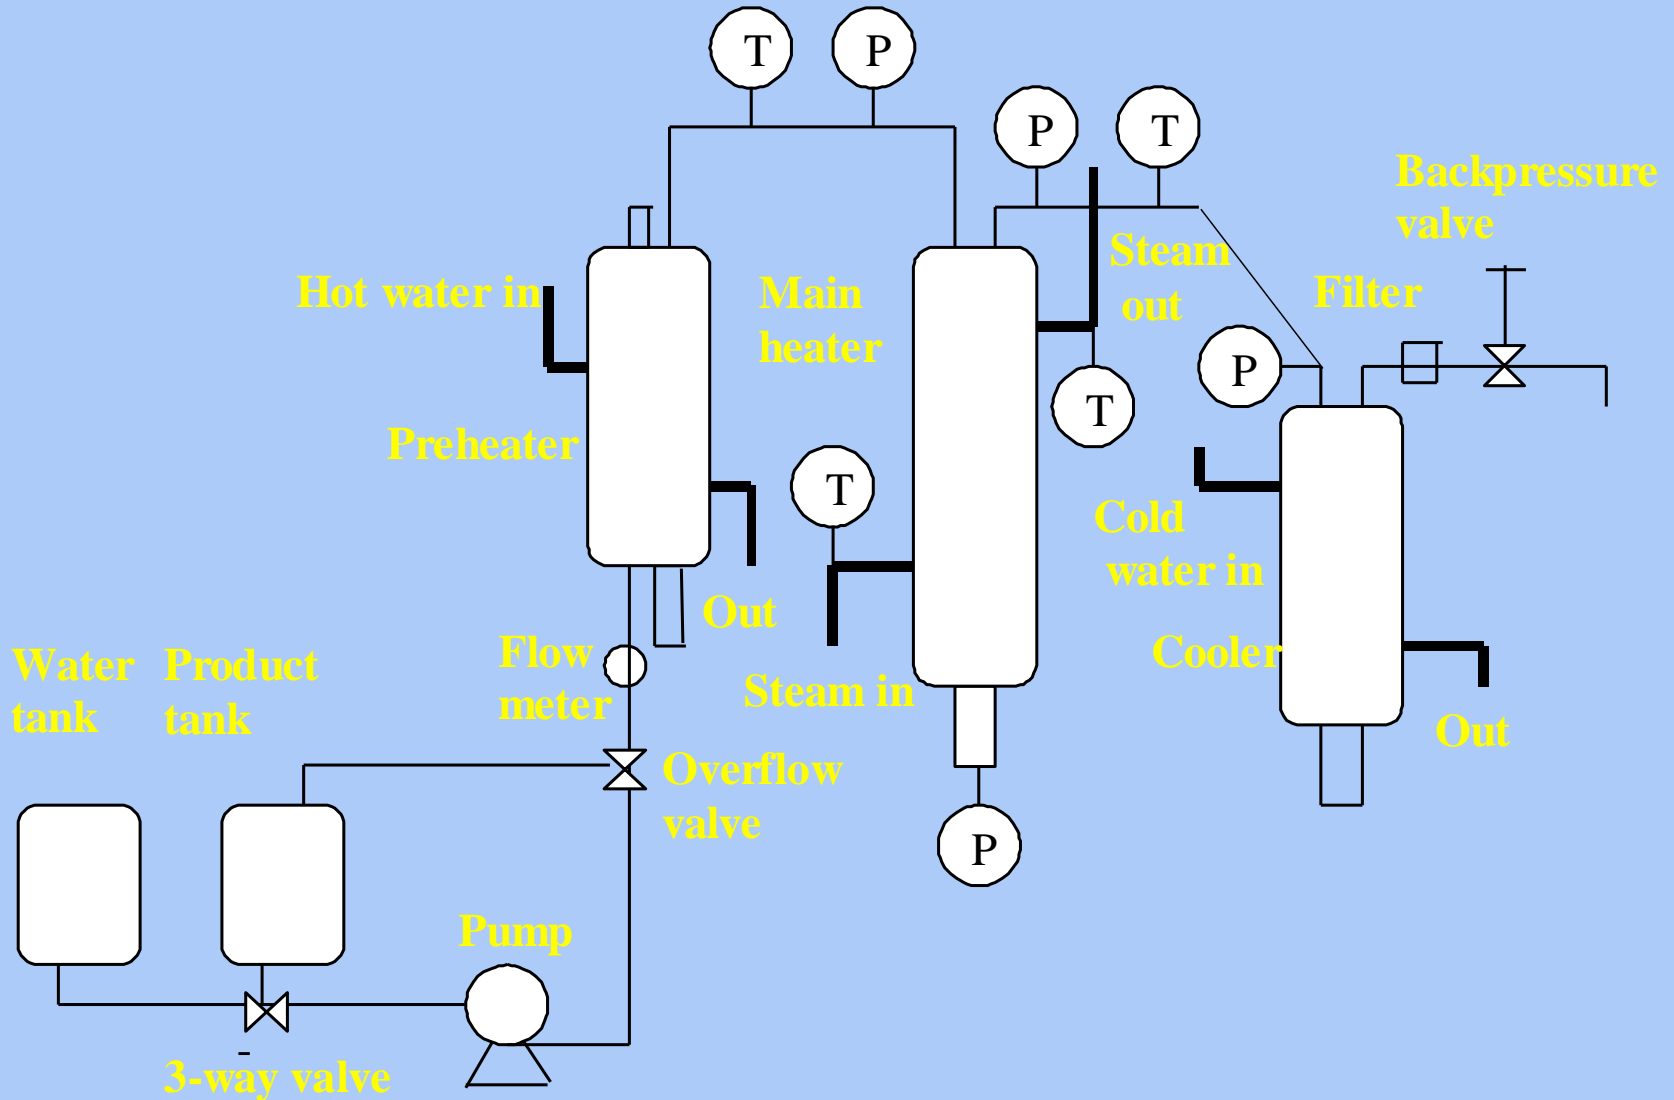 T
P
P
T
Backpressure
valve
Steam
out
Hot water in
Main
heater
Filter
P
T
Preheater
T
Cold
water in
Out
Flow
meter
Water
tank
Product
tank
Cooler
Steam in
Out
Overflow
valve
P
Pump
3-way valve